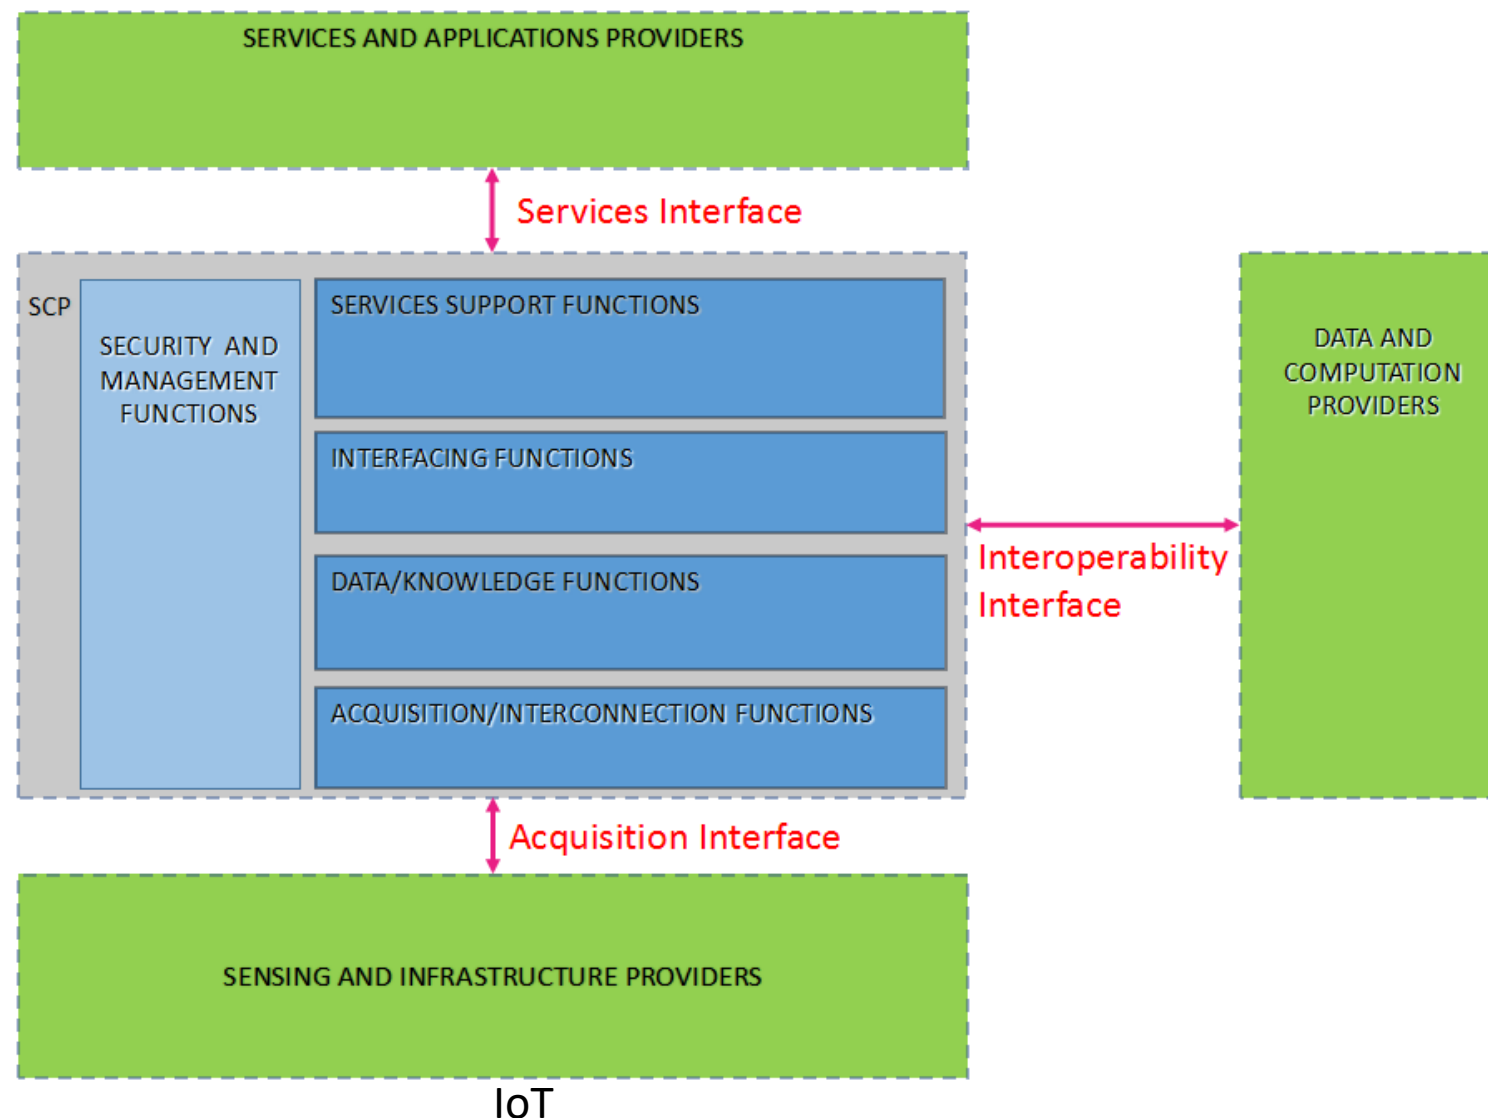 SERVICES AND APPLICATIONS PROVIDERS
Services Interface
SCP
SECURITY AND
MANAGEMENT
FUNCTIONS
SERVICES SUPPORT FUNCTIONS
INTERFACING FUNCTIONS
DATA/KNOWLEDGE FUNCTIONS
ACQUISITION/INTERCONNECTION FUNCTIONS
Interoperability
Interface
DATA AND
COMPUTATION
PROVIDERS
Acquisition Interface
SENSING AND INFRASTRUCTURE PROVIDERS
IoT